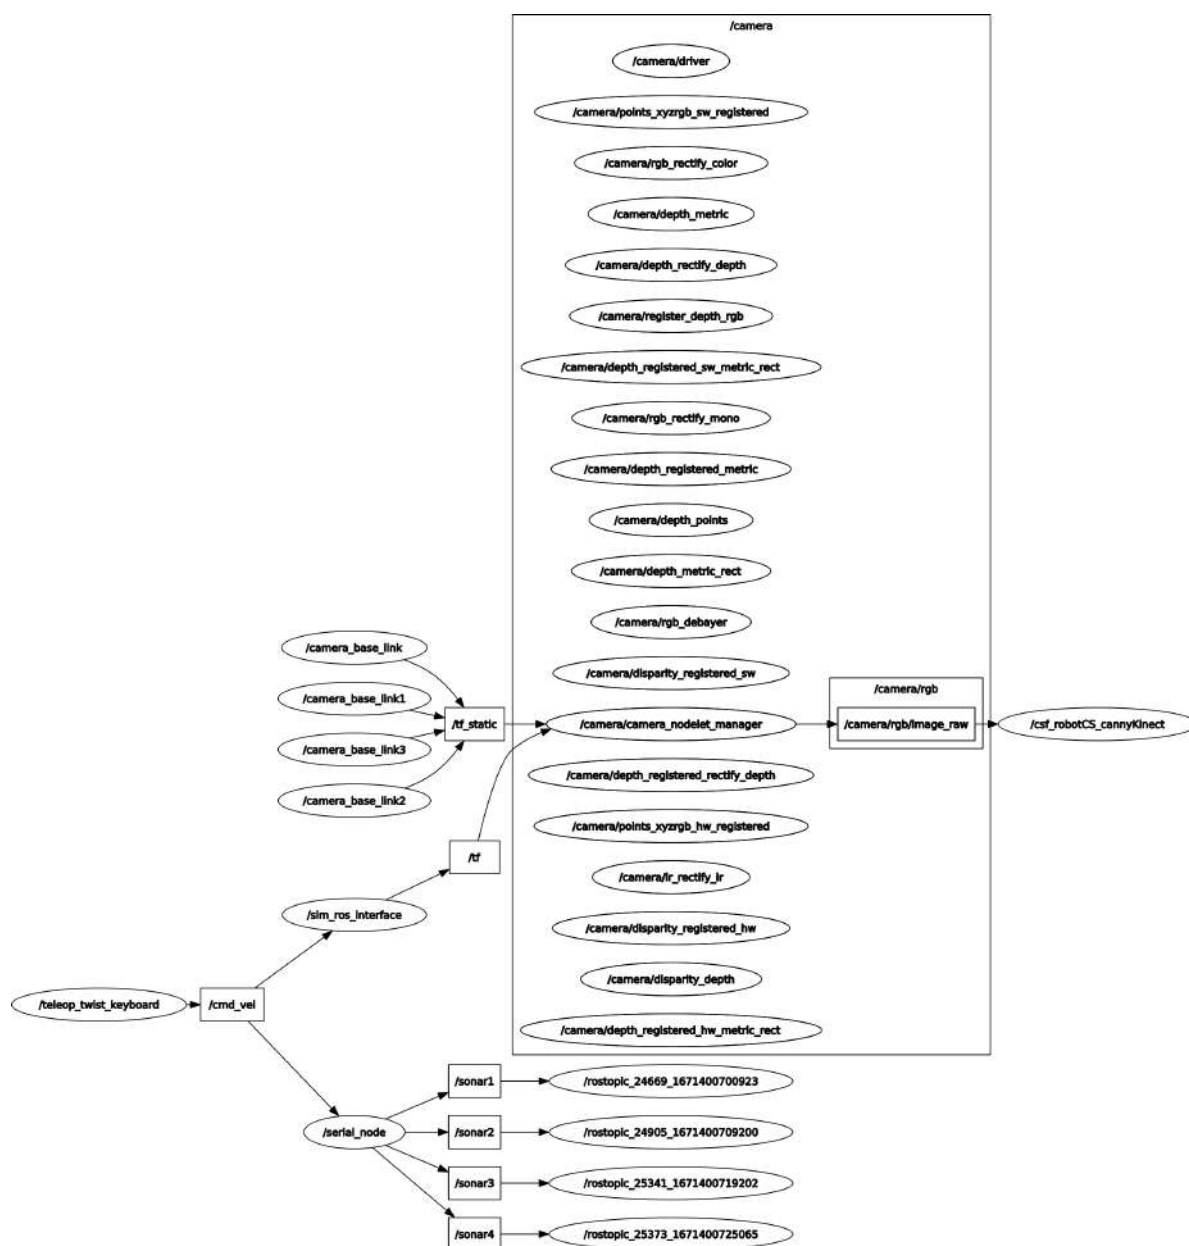 /camera
/camera/driver
/camera/points_xyzrgb_sw_registered
/camera/rgb_rectify_color
/camera/depth_metric
/camera/depth_rectify_depth
/camera/register_depth_rgb
/camera/depth_registered_sw_metric_rect
/camera/rgb_rectify_mono
/camera/depth_registered_metric
/camera/depth_points
/camera/depth_metric_rect
/camera/rgb_debayer
/camera_base_link
/camera/disparity_registered_sw
/camera/rgb
/camera_base_link1
/tf_static
/camera/camera_nodelet_manager
/camera/rgb/image_raw
/csf_robotCS_cannyKinect
/camera_base_link3
/camera/depth_registered_rectify_depth
/camera_base_link2
/camera/points_xyzrgb_hw_registered
/tf
/camera/ir_rectify_ir
/sim_ros_interface
/camera/disparity_registered_hw
/camera/disparity_depth
/teleop_twist_keyboard
/cmd_vel
/camera/depth_registered_hw_metric_rect
/sonar1
/rostopic_24669_1671400700923
/serial_node
/sonar2
/rostopic_24905_1671400709200
/sonar3
/rostopic_25341_1671400719202
/sonar4
/rostopic_25373_1671400725065